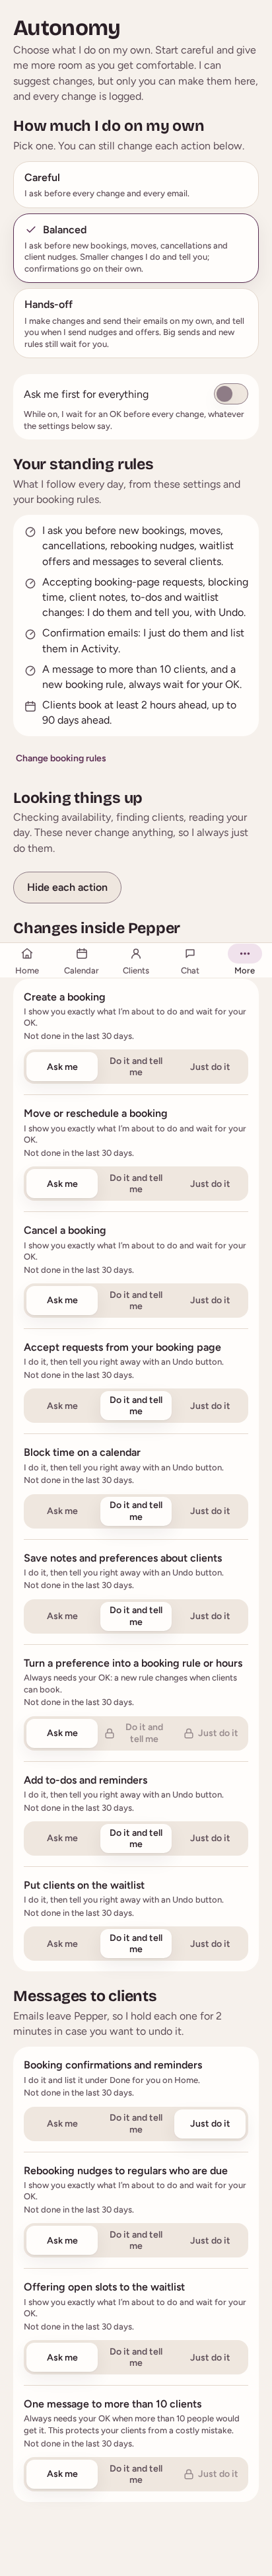 Autonomy
Choose what I do on my own. Start careful and give
me more room as you get comfortable. I can
suggest changes, but only you can make them here,
and every change is logged.
How much I do on my own
Pick one. You can still change each action below.
Careful
I ask before every change and every email.
Balanced
I ask before new bookings, moves, cancellations and
client nudges. Smaller changes I do and tell you;
confirmations go on their own.
Hands-off
I make changes and send their emails on my own, and tell
you when I send nudges and offers. Big sends and new
rules still wait for you.
Ask me first for everything
While on, I wait for an OK before every change, whatever
the settings below say.
Your standing rules
What I follow every day, from these settings and
your booking rules.
I ask you before new bookings, moves,
cancellations, rebooking nudges, waitlist
offers and messages to several clients.
Accepting booking-page requests, blocking
time, client notes, to-dos and waitlist
changes: I do them and tell you, with Undo.
Confirmation emails: I just do them and list
them in Activity.
A message to more than 10 clients, and a
new booking rule, always wait for your OK.
Clients book at least 2 hours ahead, up to
90 days ahead.
Change booking rules
Looking things up
Checking availability, finding clients, reading your
day. These never change anything, so I always just
do them.
Hide each action
Changes inside Pepper
Home
Calendar
Clients
Chat
More
Create a booking
I show you exactly what I'm about to do and wait for your
OK.
Not done in the last 30 days.
Ask me
Do it and tell
me
Just do it
Move or reschedule a booking
I show you exactly what I'm about to do and wait for your
OK.
Not done in the last 30 days.
Ask me
Do it and tell
me
Just do it
Cancel a booking
I show you exactly what I'm about to do and wait for your
OK.
Not done in the last 30 days.
Ask me
Do it and tell
me
Just do it
Accept requests from your booking page
I do it, then tell you right away with an Undo button.
Not done in the last 30 days.
Ask me
Do it and tell
me
Just do it
Block time on a calendar
I do it, then tell you right away with an Undo button.
Not done in the last 30 days.
Ask me
Do it and tell
me
Just do it
Save notes and preferences about clients
I do it, then tell you right away with an Undo button.
Not done in the last 30 days.
Ask me
Do it and tell
me
Just do it
Turn a preference into a booking rule or hours
Always needs your OK: a new rule changes when clients
can book.
Not done in the last 30 days.
Ask me
Do it and
tell me
Just do it
Add to-dos and reminders
I do it, then tell you right away with an Undo button.
Not done in the last 30 days.
Ask me
Do it and tell
me
Just do it
Put clients on the waitlist
I do it, then tell you right away with an Undo button.
Not done in the last 30 days.
Ask me
Do it and tell
me
Just do it
Messages to clients
Emails leave Pepper, so I hold each one for 2
minutes in case you want to undo it.
Booking confirmations and reminders
I do it and list it under Done for you on Home.
Not done in the last 30 days.
Ask me
Do it and tell
me
Just do it
Rebooking nudges to regulars who are due
I show you exactly what I'm about to do and wait for your
OK.
Not done in the last 30 days.
Ask me
Do it and tell
me
Just do it
Offering open slots to the waitlist
I show you exactly what I'm about to do and wait for your
OK.
Not done in the last 30 days.
Ask me
Do it and tell
me
Just do it
One message to more than 10 clients
Always needs your OK when more than 10 people would
get it. This protects your clients from a costly mistake.
Not done in the last 30 days.
Ask me
Do it and tell
me
Just do it